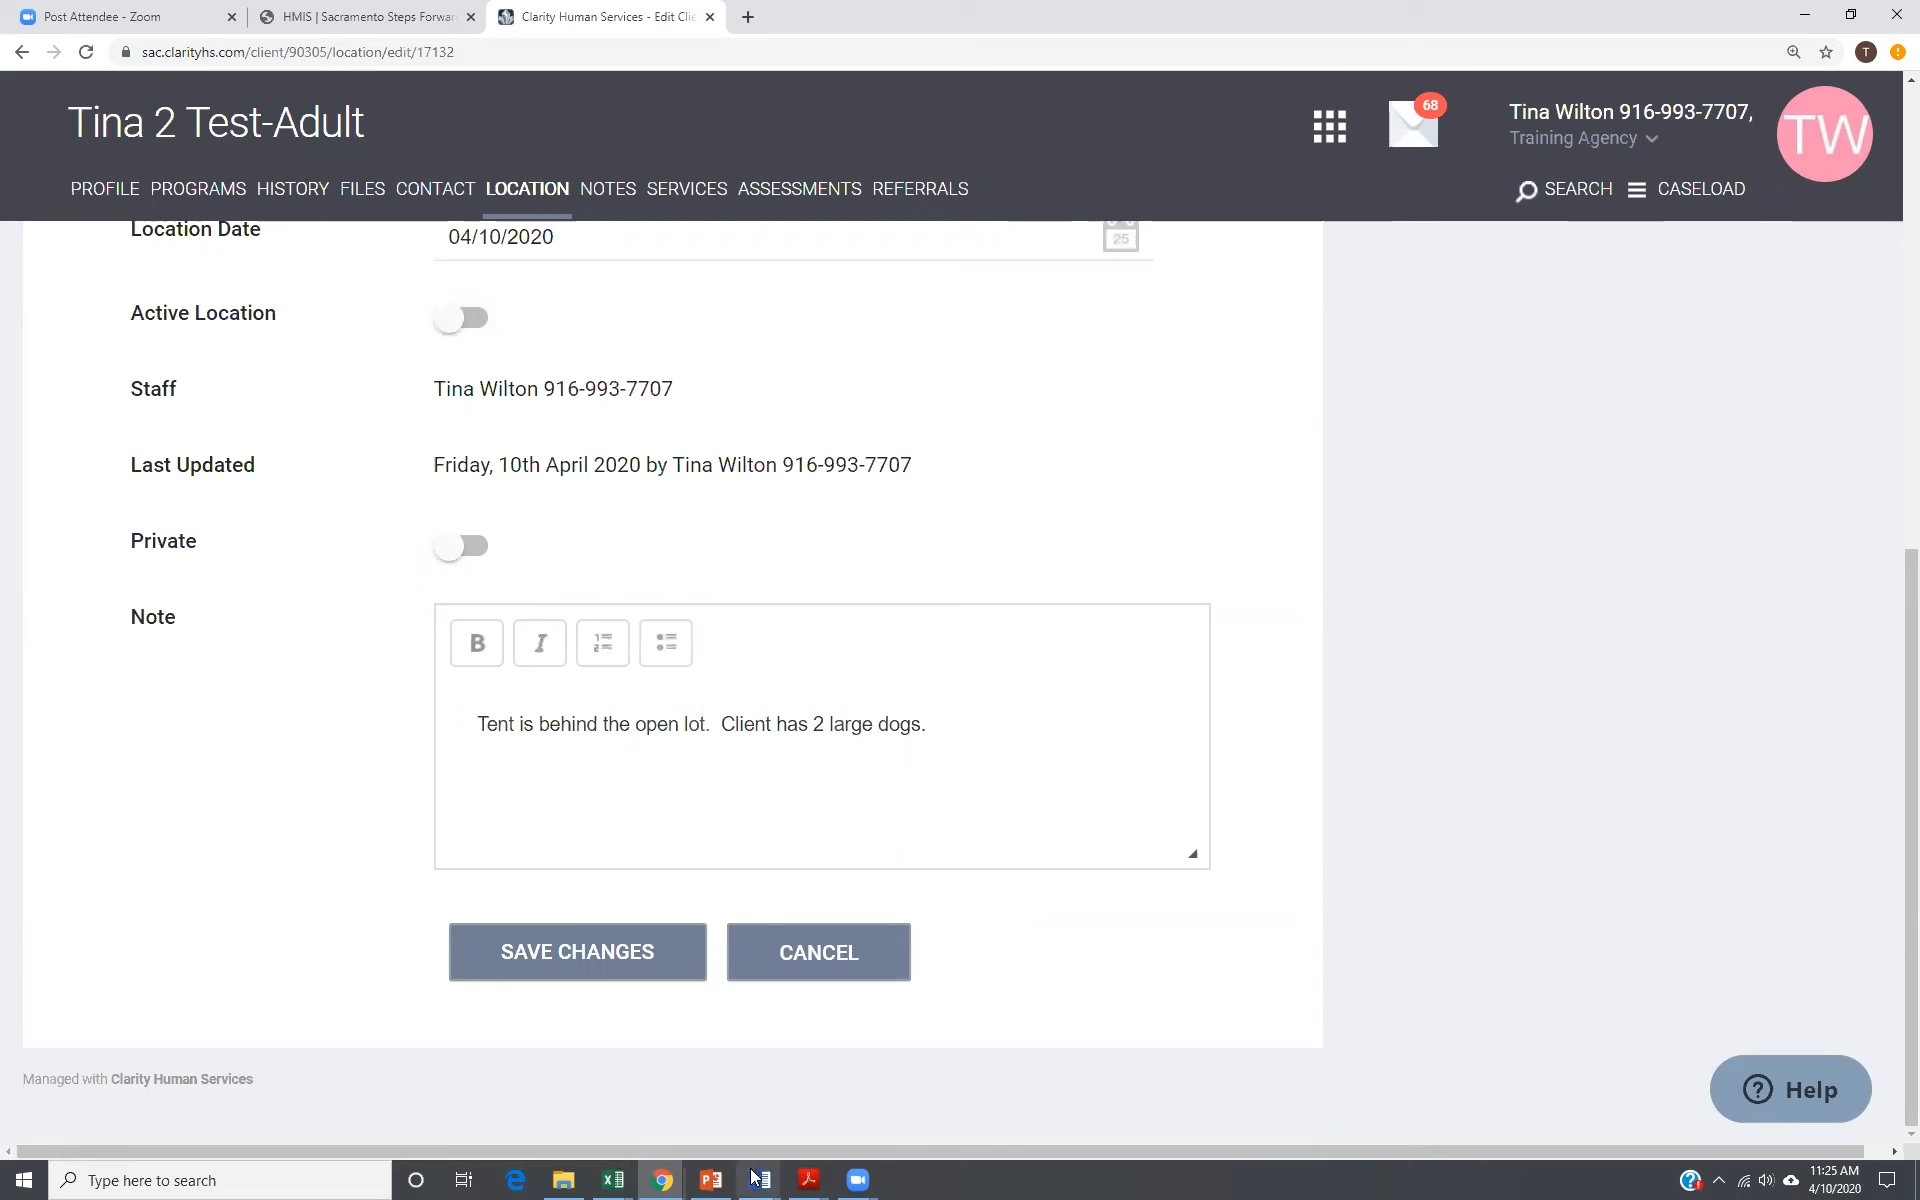 Post Attendee - Zoom
HMIS | Sacramento Steps Forwar
Clarity Human Services - Edit Clie
sac.clarityhs.com/client/90305/location/edit/17132
T
Tina 2 Test-Adult
68
Tina Wilton 916-993-7707,
Training Agency
TW
PROFILE PROGRAMS HISTORY FILES CONTACT LOCATION NOTES SERVICES ASSESSMENTS REFERRALS
SEARCH CASELOAD
Location Date
04/10/2020
25
Active Location
Staff
Tina Wilton 916-993-7707
Last Updated
Friday, 10th April 2020 by Tina Wilton 916-993-7707
Private
Note
B I
Tent is behind the open lot. Client has 2 large dogs.
SAVE CHANGES
CANCEL
Managed with Clarity Human Services
? Help
Type here to search
11:25 AM
4/10/2020